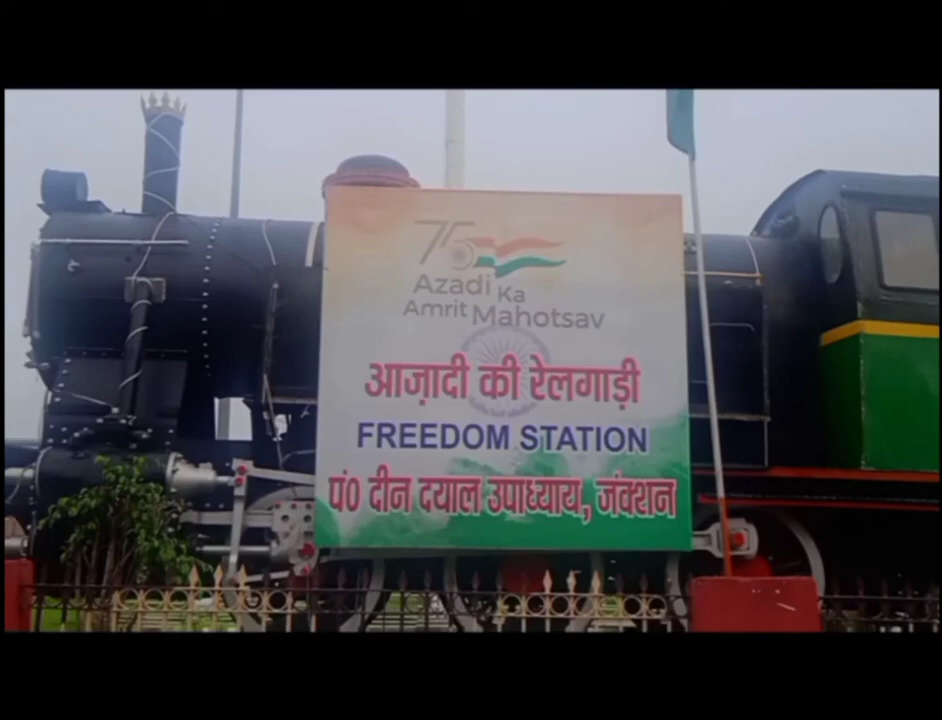 75
Azadi Ka
Amrit Mahotsav
आज़ादी की रेलगाड़ी
FREEDOM STATION
पं० दीन दयाल उपाध्याय, जंक्शन